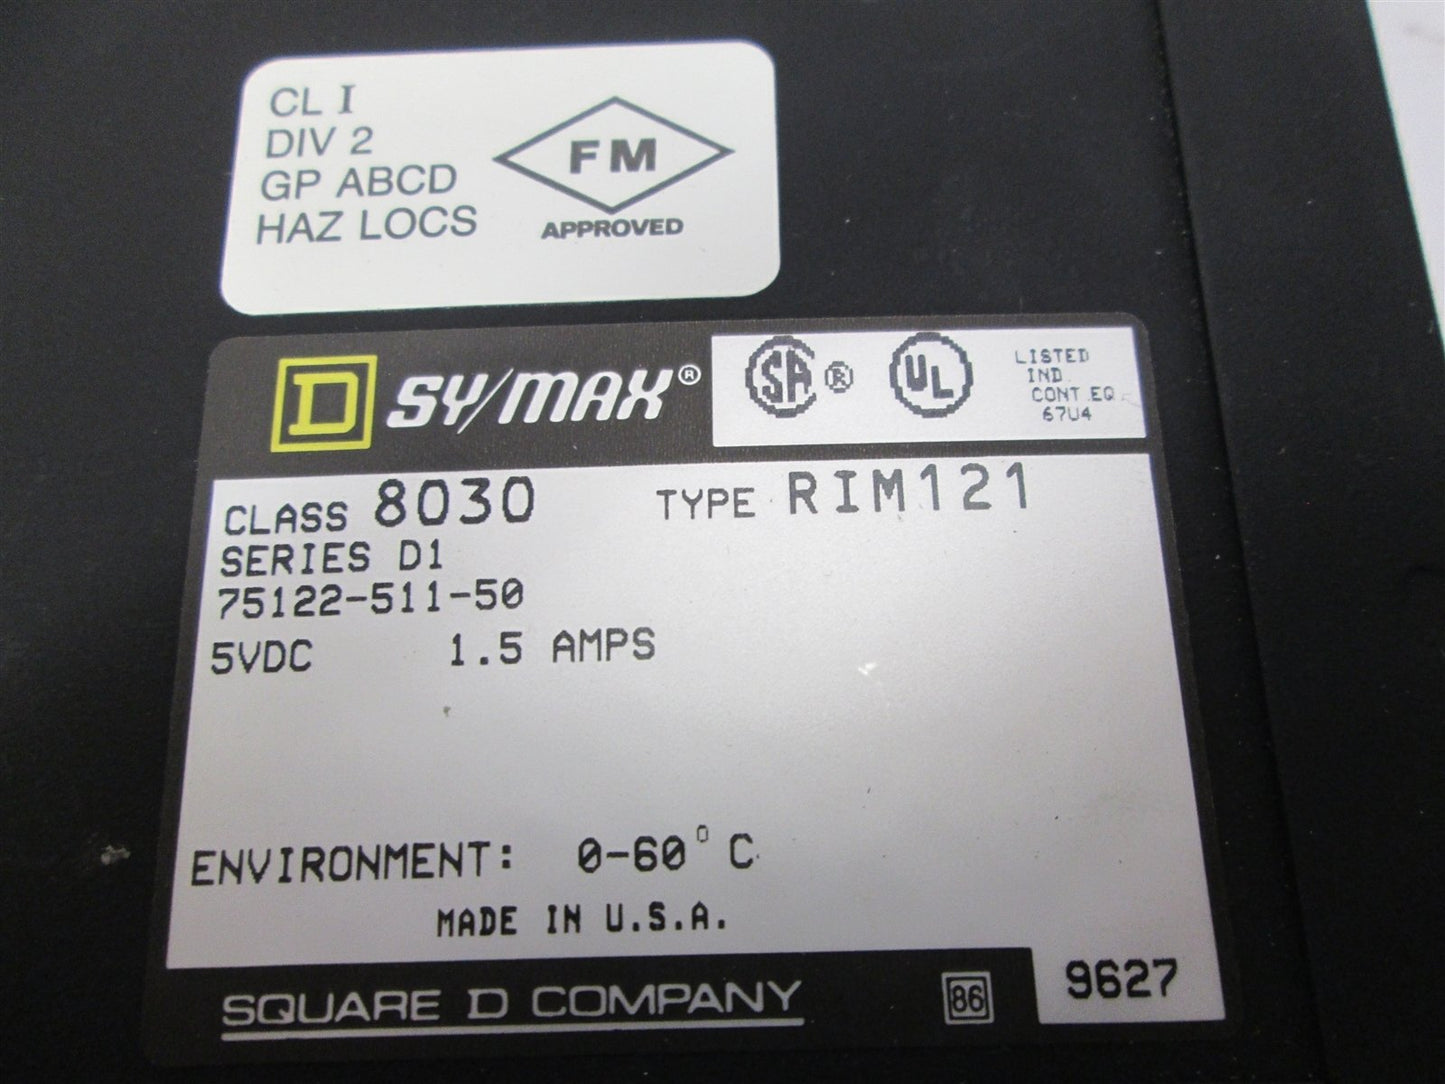 CL I
DIV 2
GP ABCD
HAZ LOCS
FM
APPROVED
D SY/MAX®
SA ® UL
LISTED
IND.
CONT.EQ.
67U4
CLASS 8030 TYPE RIM121
SERIES D1
75122-511-50
5VDC 1.5 AMPS
ENVIRONMENT: 0-60° C
MADE IN U.S.A.
SQUARE D COMPANY
86
9627